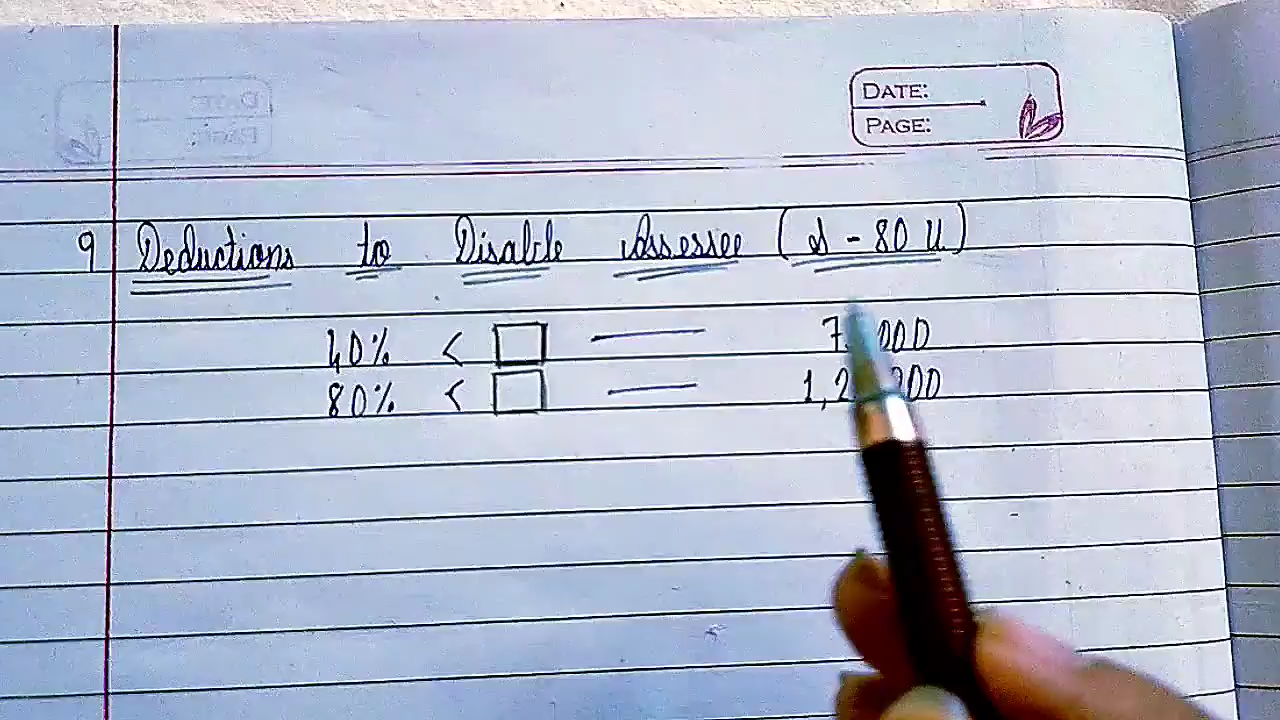 DATE:
PAGE:
9 Deductions to Disable Assessee (S - 80 U)
40% <
80% <